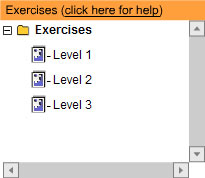 Exercises (click here for help)
Exercises
- Level 1
- Level 2
- Level 3